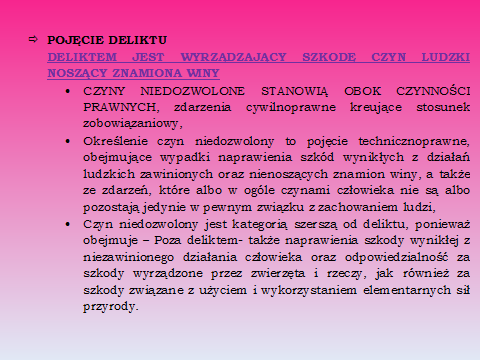 ⇨ POJĘCIE DELIKTU
DELIKTEM JEST WYRZADZAJĄCY SZKODĘ CZYN LUDZKI
NOSZĄCY ZNAMIONA WINY
• CZYNY NIEDOZWOLONE STANOWIĄ OBOK CZYNNOŚCI
PRAWNYCH, zdarzenia cywilnoprawne kreujące stosunek
zobowiązaniowy,
• Określenie czyn niedozwolony to pojęcie technicznoprawne,
obejmujące wypadki naprawienia szkód wynikłych z działań
ludzkich zawinionych oraz nienoszących znamion winy, a także
ze zdarzeń, które albo w ogóle czynami człowieka nie są albo
pozostają jedynie w pewnym związku z zachowaniem ludzi,
• Czyn niedozwolony jest kategorią szerszą od deliktu, ponieważ
obejmuje – Poza deliktem- także naprawienia szkody wynikłej z
niezawinionego działania człowieka oraz odpowiedzialność za
szkody wyrządzone przez zwierzęta i rzeczy, jak również za
szkody związane z użyciem i wykorzystaniem elementarnych sił
przyrody.